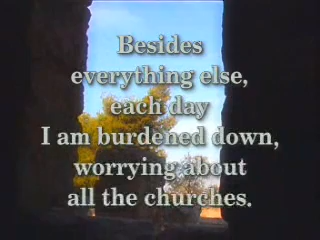 Besides
everything else,
each day
I am burdened down,
worrying about
all the churches.